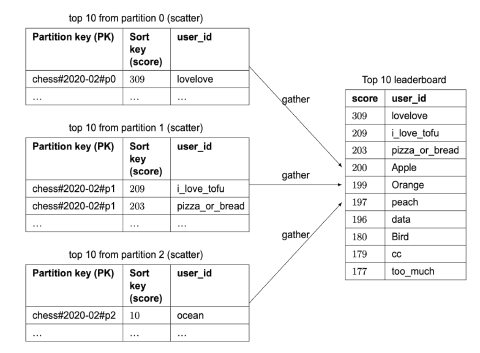 top 10 from partition 0 (scatter)
Partition key (PK) Sort key (score) user_id
chess#2020-02#p0 309 lovelove
... ... ...
top 10 from partition 1 (scatter)
Partition key (PK) Sort key (score) user_id
chess#2020-02#p1 209 i_love_tofu
chess#2020-02#p1 203 pizza_or_bread
... ... ...
top 10 from partition 2 (scatter)
Partition key (PK) Sort key (score) user_id
chess#2020-02#p2 10 ocean
... ... ...
gather
gather
gather
Top 10 leaderboard
score user_id
309 lovelove
209 i_love_tofu
203 pizza_or_bread
200 Apple
199 Orange
197 peach
196 data
180 Bird
179 cc
177 too_much